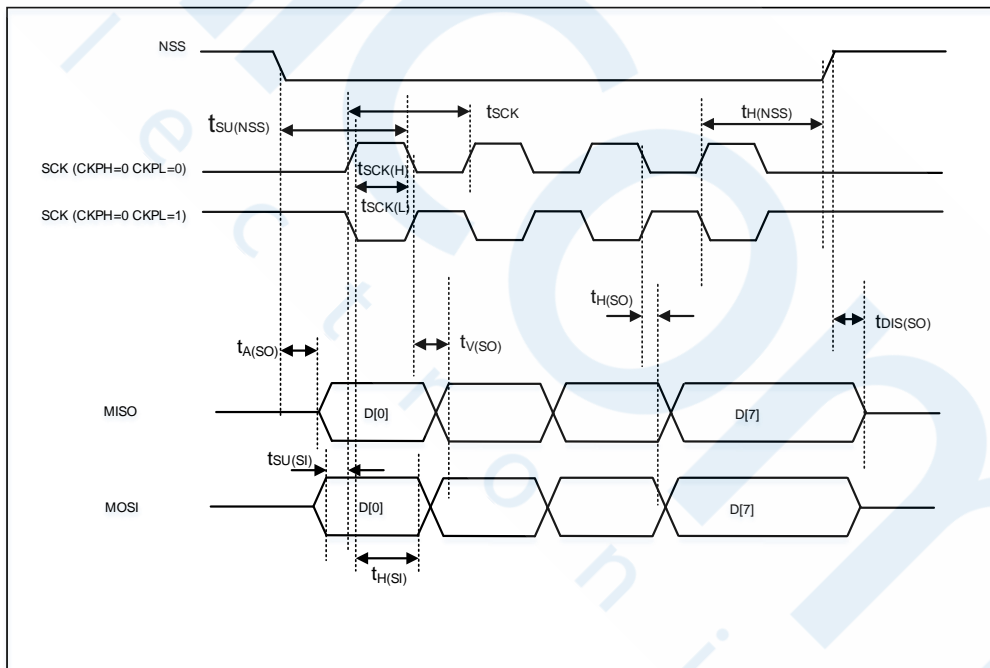 NSS
tSCK
tH(NSS)
tSU(NSS)
SCK (CKPH=0 CKPL=0)
tSCK(H)
tSCK(L)
SCK (CKPH=0 CKPL=1)
tH(SO)
tDIS(SO)
tV(SO)
tA(SO)
MISO
D[0]
D[7]
tSU(SI)
MOSI
D[0]
D[7]
tH(SI)